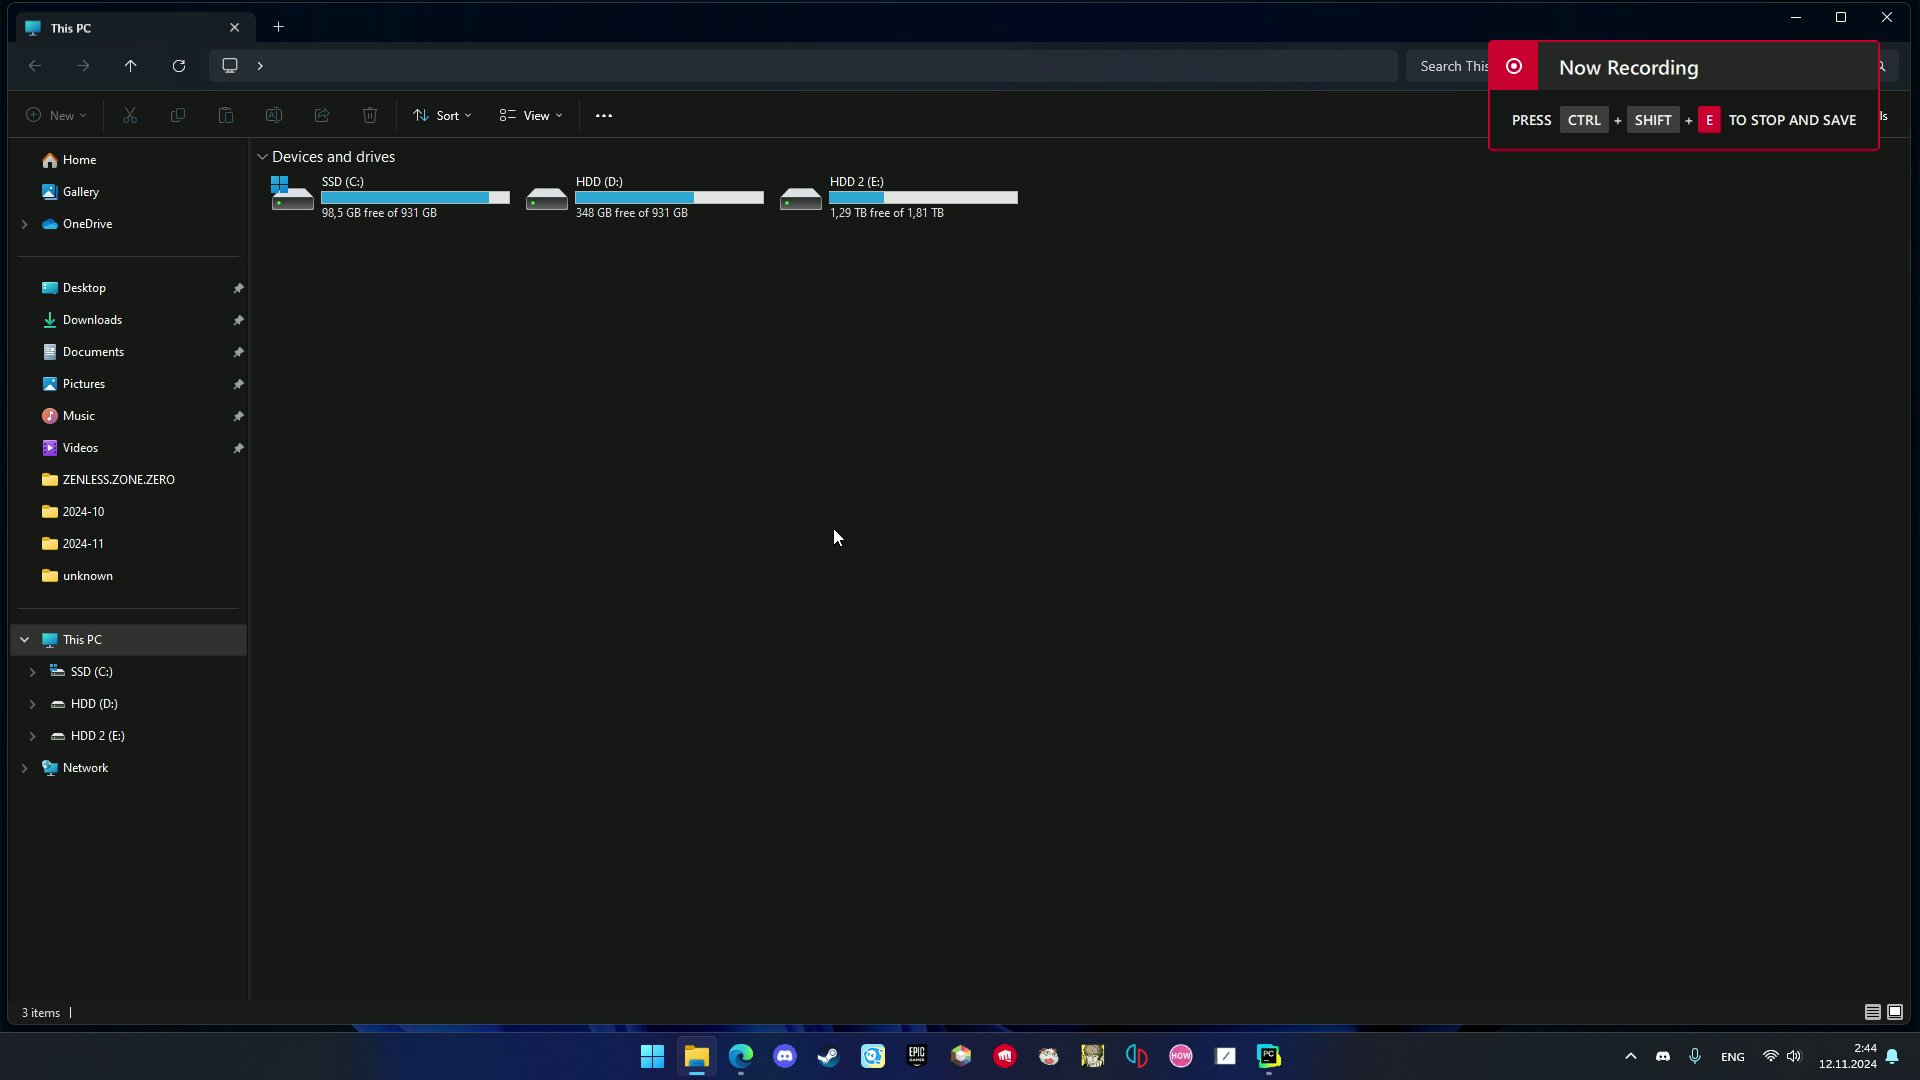 This PC
Search This
Now Recording
PRESS CTRL + SHIFT + E TO STOP AND SAVE
New
Sort
View
ls
Home
Gallery
OneDrive
Desktop
Downloads
Documents
Pictures
Music
Videos
ZENLESS.ZONE.ZERO
2024-10
2024-11
unknown
This PC
SSD (C:)
HDD (D:)
HDD 2 (E:)
Network
Devices and drives
SSD (C:)
98,5 GB free of 931 GB
HDD (D:)
348 GB free of 931 GB
HDD 2 (E:)
1,29 TB free of 1,81 TB
3 items
EPIC
GAMES
HOW
PC
ENG
2:44
12.11.2024